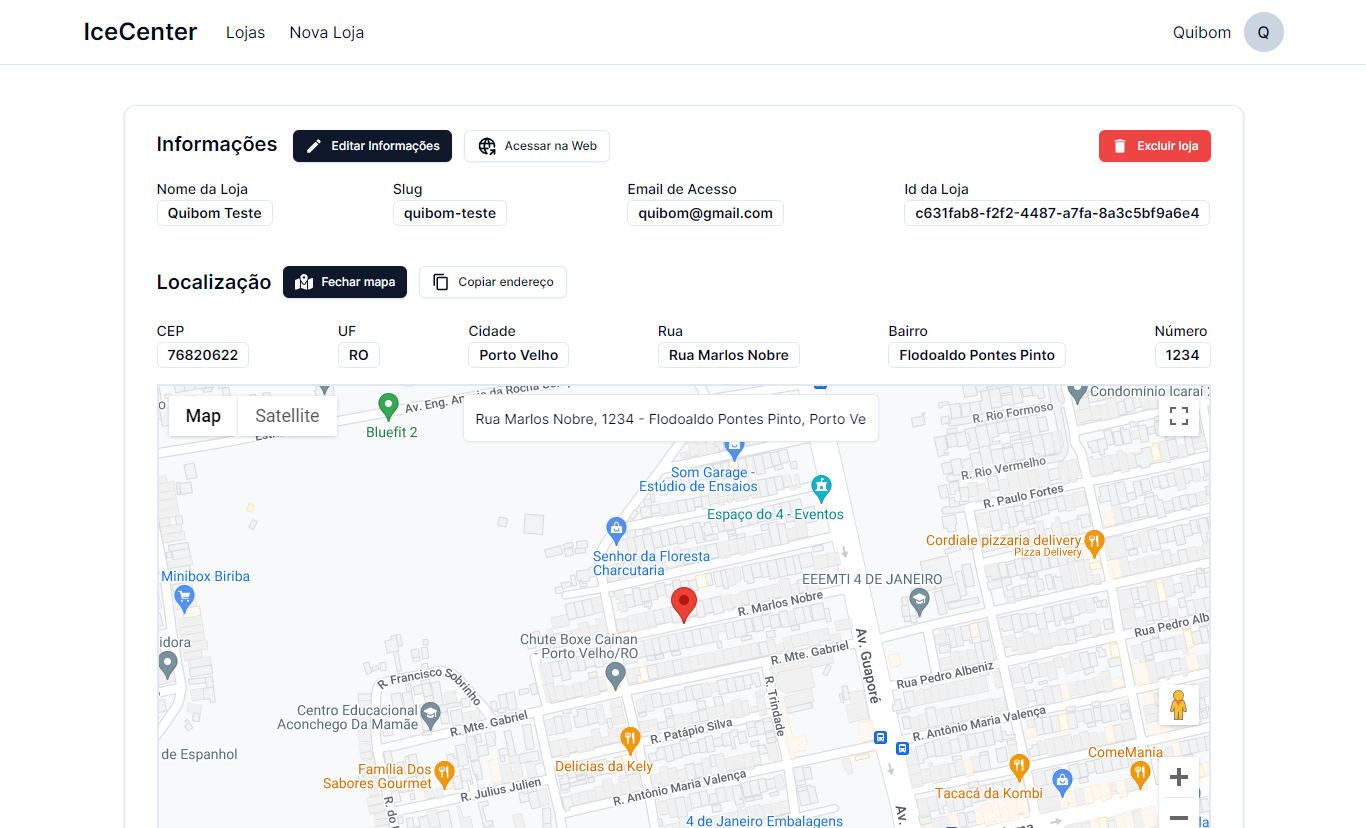 IceCenter
Lojas
Nova Loja
Quibom
Q
Informações
Editar Informações
Acessar na Web
Excluir loja
Nome da Loja
Slug
Email de Acesso
Id da Loja
Quibom Teste
quibom-teste
quibom@gmail.com
c631fab8-f2f2-4487-a7fa-8a3c5bf9a6e4
Localização
Fechar mapa
Copiar endereço
CEP
UF
Cidade
Rua
Bairro
Número
76820622
RO
Porto Velho
Rua Marlos Nobre
Flodoaldo Pontes Pinto
1234
Map
Satellite
Bluefit 2
Av. Eng. da Rocha
Rua Marlos Nobre, 1234 - Flodoaldo Pontes Pinto, Porto Ve
Condomínio Icaraí
R. Rio Formoso
Som Garage -
Estúdio de Ensaios
R. Rio Vermelho
R. Paulo Fortes
Espaço do 4 - Eventos
Senhor da Floresta
Charcutaria
Cordiale pizzaria delivery
Pizza Delivery
Minibox Biriba
EEEMTI 4 DE JANEIRO
R. Marlos Nobre
Rua Pedro Alb
idora
Chute Boxe Cainan
- Porto Velho/RO
R. Mte. Gabriel
Av. Guaporé
Rua Pedro Albeniz
R. Francisco Sobrinho
R. Trindade
Centro Educacional
Aconchego Da Mamãe
R. Mte. Gabriel
R. Patápio Silva
R. Antônio Maria Valença
de Espanhol
Delicias da Kely
ComeMania
Família Dos
Sabores Gourmet
R. Julius Julien
R. Antônio Maria Valença
Tacacá da Kombi
R. do
Av.
4 de Janeiro Embalagens